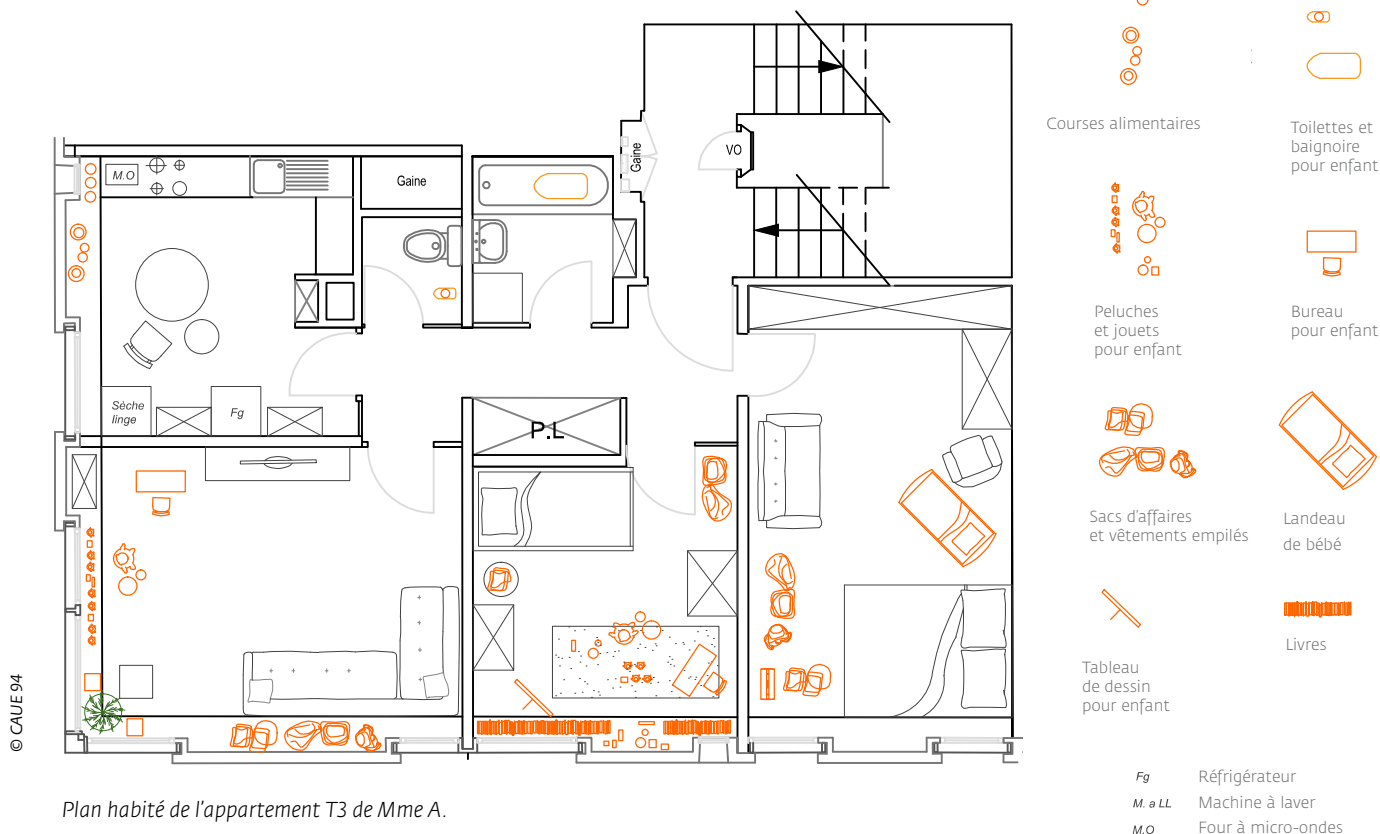 M.O
Gaine
Gaine
VO
Sèche
linge
Fg
P.L
© CAUE 94
Plan habité de l'appartement T3 de Mme A.
Courses alimentaires
Toilettes et
baignoire
pour enfant
Peluches
et jouets
pour enfant
Bureau
pour enfant
Sacs d'affaires
et vêtements empilés
Landeau
de bébé
Tableau
de dessin
pour enfant
Livres
Fg Réfrigérateur
M. a LL Machine à laver
M.O Four à micro-ondes